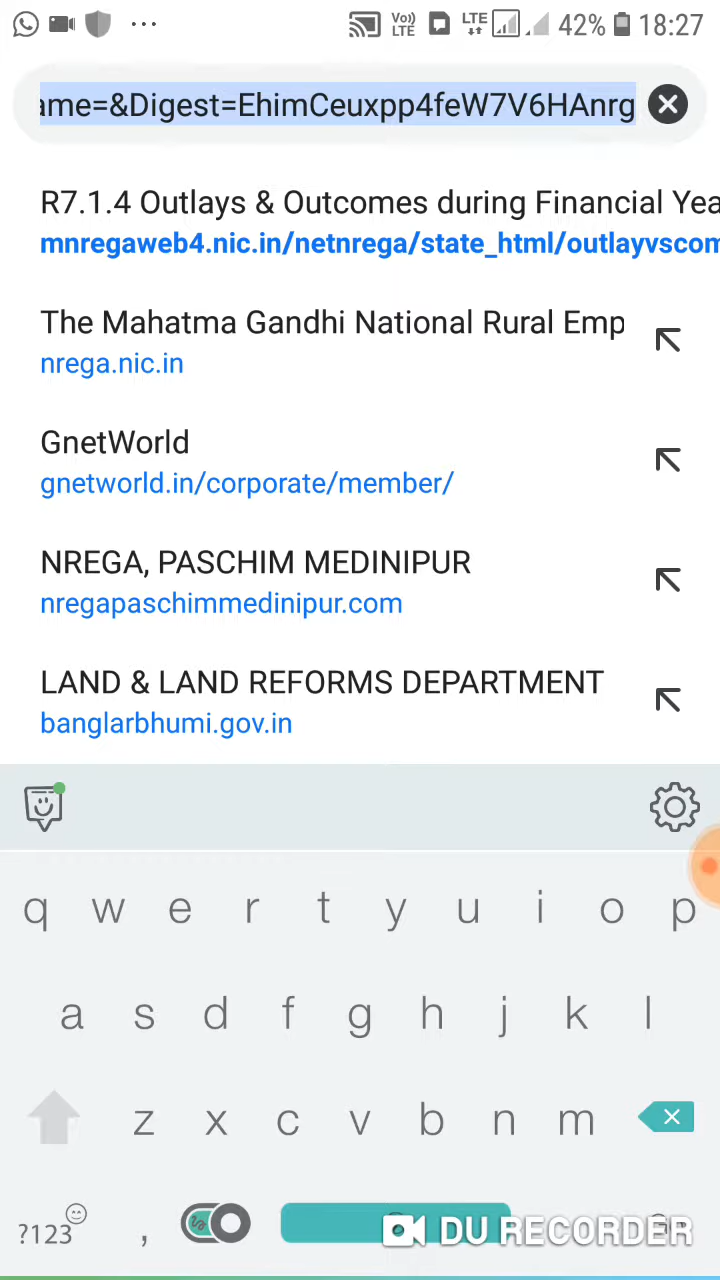 Vo)) LTE LTE 42% 18:27
ame=&Digest=EhimCeuxpp4feW7V6HAnrg
R7.1.4 Outlays & Outcomes during Financial Yea
mnregaweb4.nic.in/netnrega/state_html/outlayvscom
The Mahatma Gandhi National Rural Emp
nrega.nic.in
GnetWorld
gnetworld.in/corporate/member/
NREGA, PASCHIM MEDINIPUR
nregapaschimmedinipur.com
LAND & LAND REFORMS DEPARTMENT
banglarbhumi.gov.in
q w e r t y u i o p
a s d f g h j k l
z x c v b n m
?123 ,
DU RECORDER